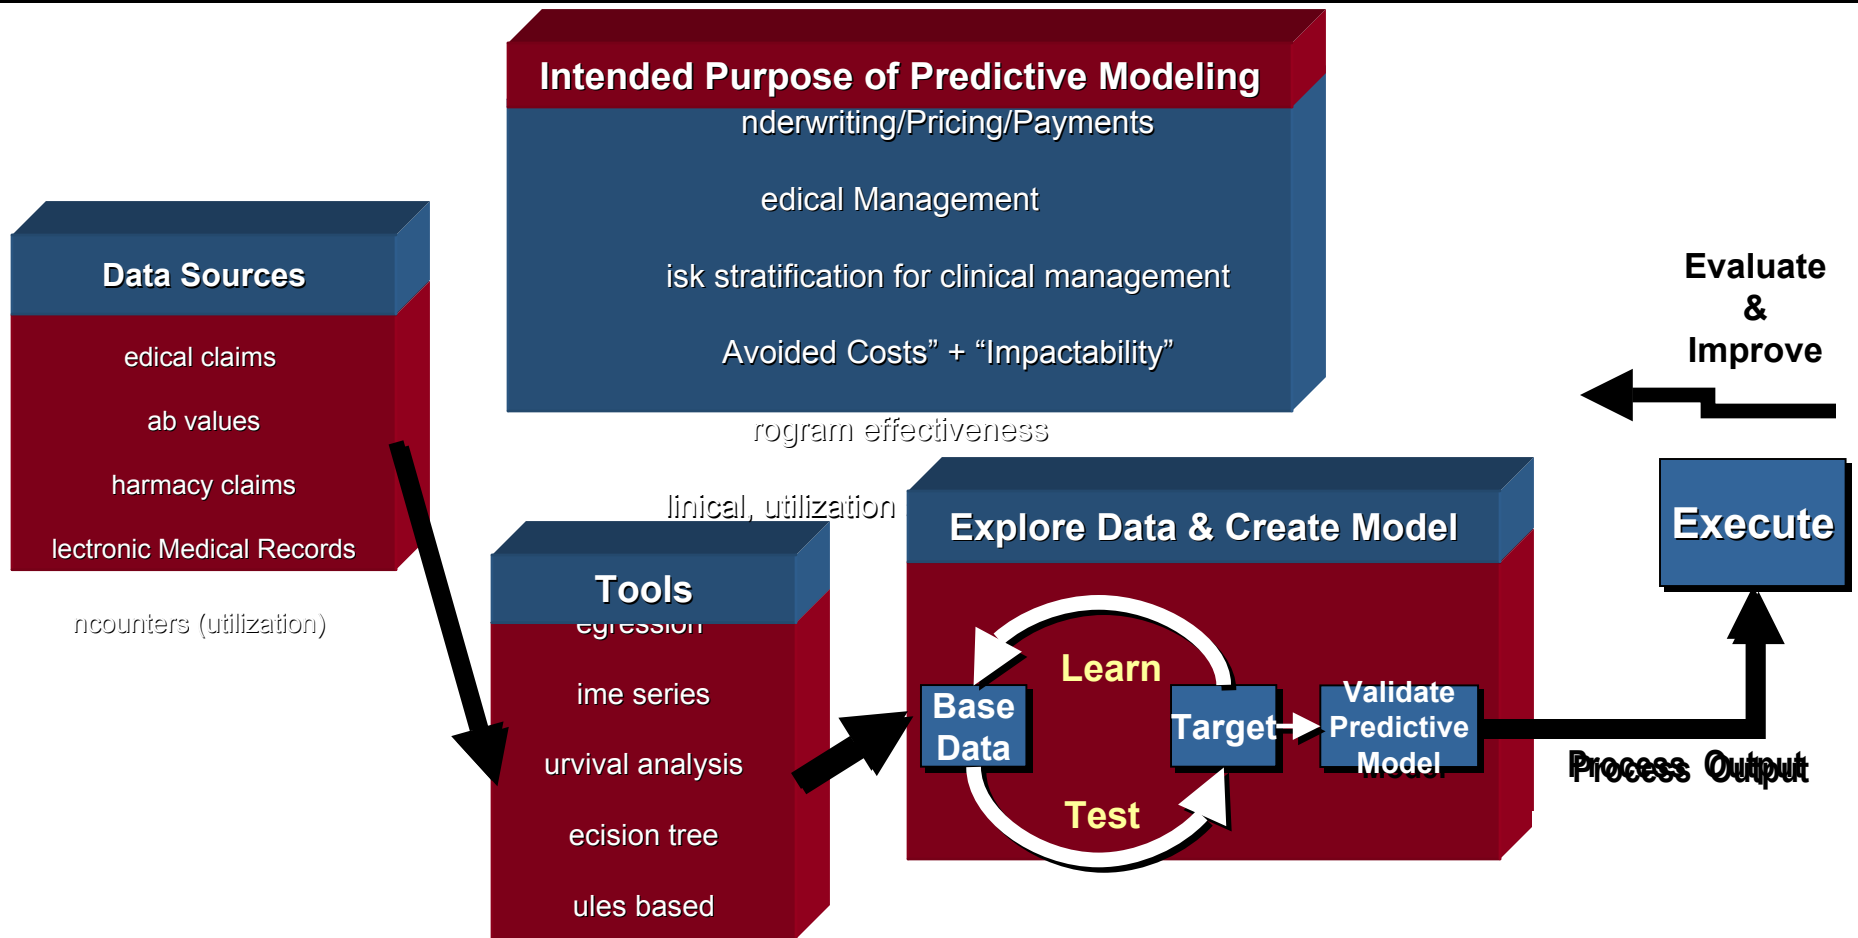 Intended Purpose of Predictive Modeling
nderwriting/Pricing/Payments
edical Management
isk stratification for clinical management
Avoided Costs” + “Impactability”
rogram effectiveness
linical, utilization
Data Sources
edical claims
ab values
harmacy claims
lectronic Medical Records
ncounters (utilization)
Tools
egression
ime series
urvival analysis
ecision tree
ules based
Explore Data & Create Model
Learn
Base
Data
Target
Validate
Predictive
Model
Test
Process Output
Execute
Evaluate
&
Improve